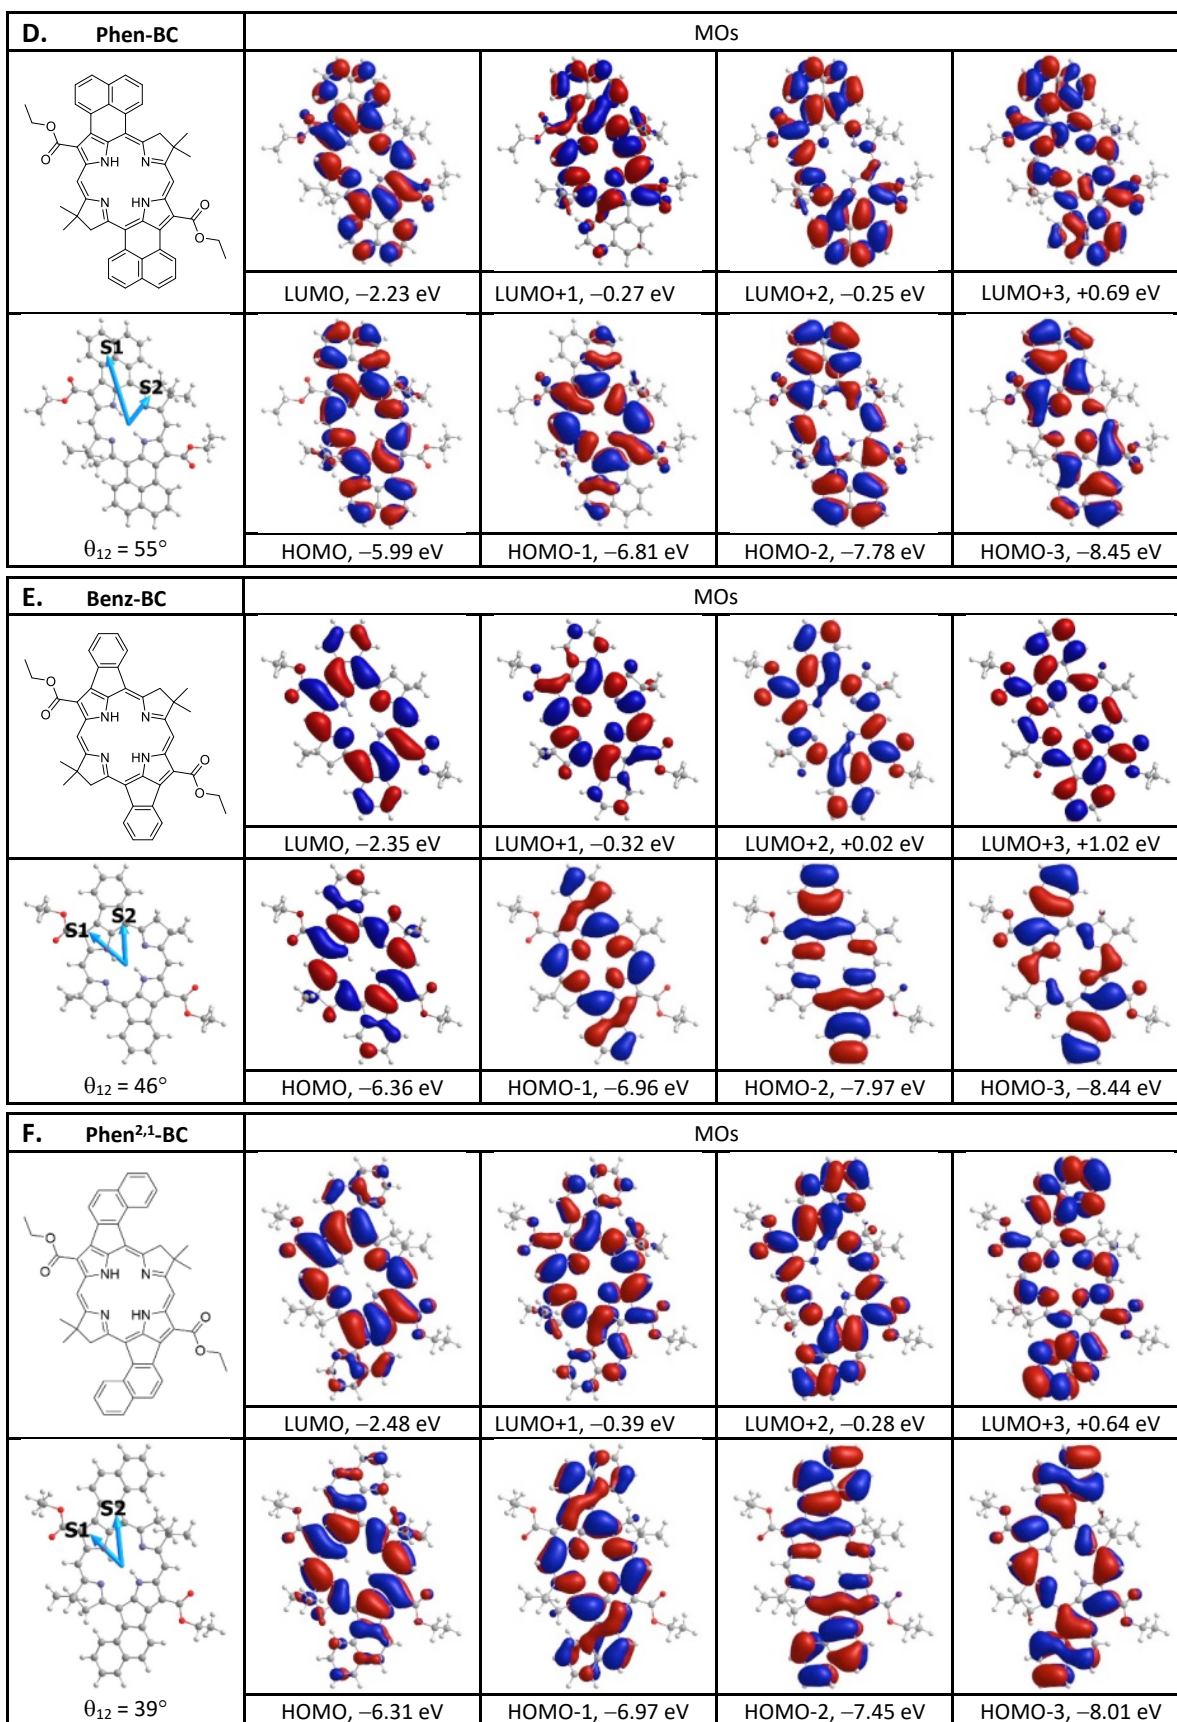 D. Phen-BC
MOs
O
O
NH
N
N
HN
O
O
LUMO, −2.23 eV
LUMO+1, −0.27 eV
LUMO+2, −0.25 eV
LUMO+3, +0.69 eV
S1
S2
θ12 = 55°
HOMO, −5.99 eV
HOMO-1, −6.81 eV
HOMO-2, −7.78 eV
HOMO-3, −8.45 eV
E. Benz-BC
MOs
O
O
NH
N
N
HN
O
O
LUMO, −2.35 eV
LUMO+1, −0.32 eV
LUMO+2, +0.02 eV
LUMO+3, +1.02 eV
S1
S2
θ12 = 46°
HOMO, −6.36 eV
HOMO-1, −6.96 eV
HOMO-2, −7.97 eV
HOMO-3, −8.44 eV
F. Phen2,1-BC
MOs
O
O
NH
N
N
HN
O
O
LUMO, −2.48 eV
LUMO+1, −0.39 eV
LUMO+2, −0.28 eV
LUMO+3, +0.64 eV
S2
S1
θ12 = 39°
HOMO, −6.31 eV
HOMO-1, −6.97 eV
HOMO-2, −7.45 eV
HOMO-3, −8.01 eV